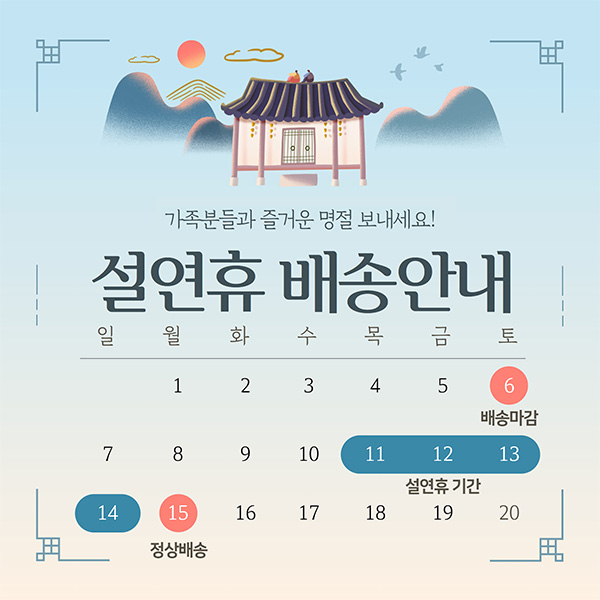 가족분들과 즐거운 명절 보내세요!
설연휴 배송안내
일 월 화 수 목 금 토
1 2 3 4 5 6
배송마감
7 8 9 10 11 12 13
설연휴 기간
14 15 16 17 18 19 20
정상배송